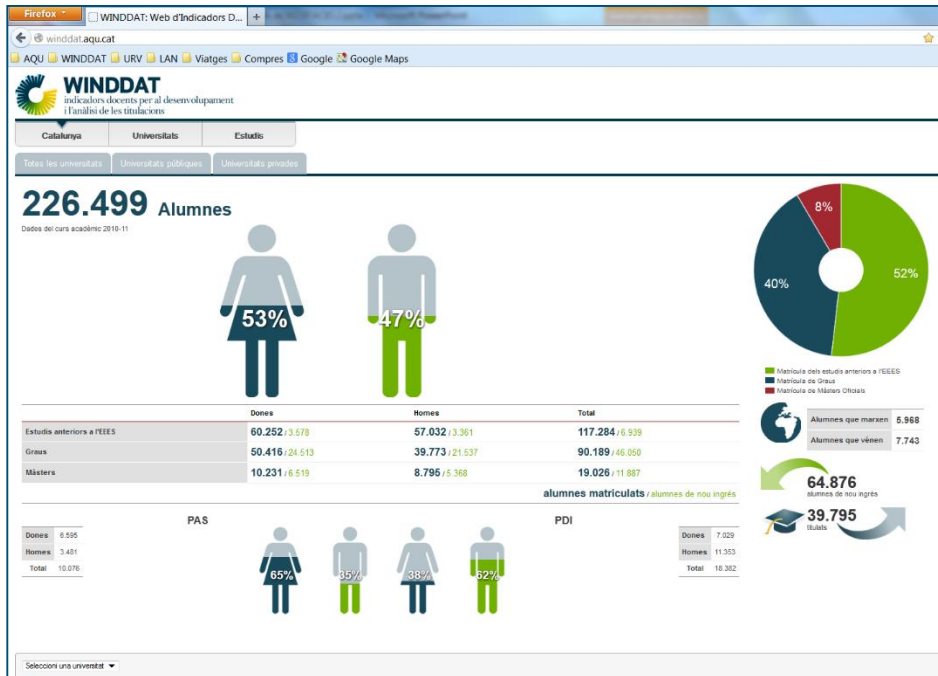 Firefox
WINDDAT: Web d'Indicadors D...
winddat.aqu.cat
AQU WINDDAT URV LAN Viatges Compres Google Google Maps
WINDDAT
indicadors docents per al desenvolupament
i l'anàlisi de les titulacions
Catalunya Universitats Estudis
Totes les universitats Universitats públiques Universitats privades
226.499 Alumnes
Dades del curs acadèmic 2010-11
53% 47%
8%
40%
52%
Matrícula dels estudis anteriors a l'EEES
Matrícula de Graus
Matrícula de Màsters Oficials
Dones Homes Total
Estudis anteriors a l'EEES 60.252 / 3.578 57.032 / 3.361 117.284 / 6.939
Graus 50.416 / 24.513 39.773 / 21.537 90.189 / 46.050
Màsters 10.231 / 6.519 8.795 / 5.368 19.026 / 11.887
alumnes matriculats / alumnes de nou ingrés
Alumnes que marxen 5.968
Alumnes que vénen 7.743
64.876
alumnes de nou ingrés
39.795
titulats
PAS
Dones 6.595
Homes 3.481
Total 10.076
65% 35% 38% 62%
PDI
Dones 7.029
Homes 11.353
Total 18.382
Seleccioni una universitat